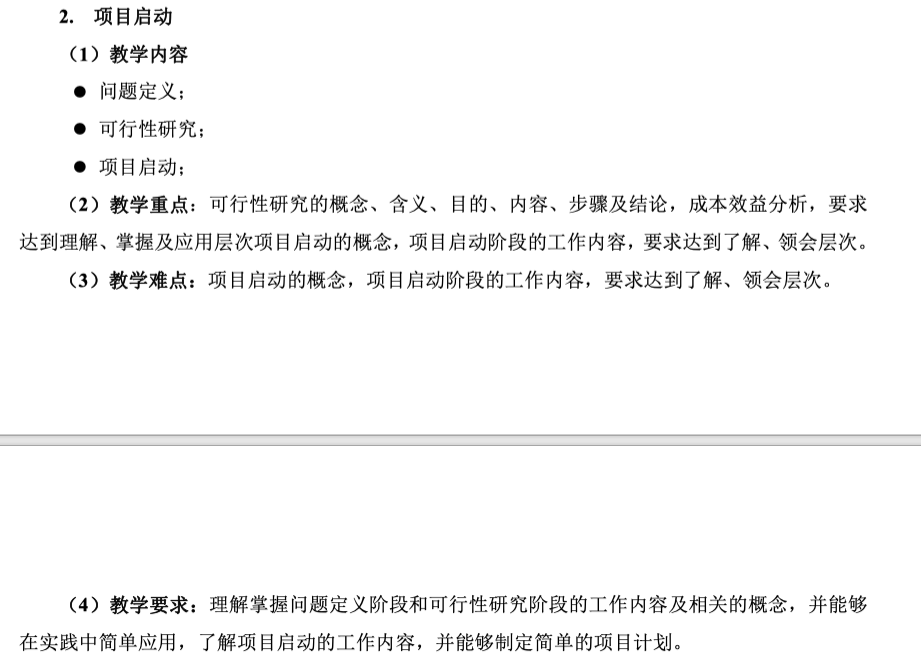 2. 项目启动
（1）教学内容
● 问题定义；
● 可行性研究；
● 项目启动；
（2）教学重点：可行性研究的概念、含义、目的、内容、步骤及结论，成本效益分析，要求
达到理解、掌握及应用层次项目启动的概念，项目启动阶段的工作内容，要求达到了解、领会层次。
（3）教学难点：项目启动的概念，项目启动阶段的工作内容，要求达到了解、领会层次。
（4）教学要求：理解掌握问题定义阶段和可行性研究阶段的工作内容及相关的概念，并能够
在实践中简单应用，了解项目启动的工作内容，并能够制定简单的项目计划。